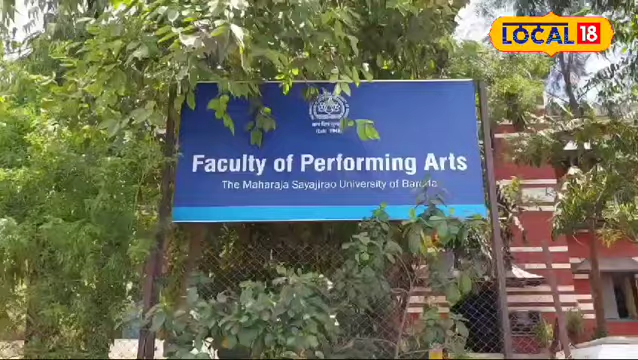 LOCAL 18
Faculty of Performing Arts
The Maharaja Sayajirao University of Baroda